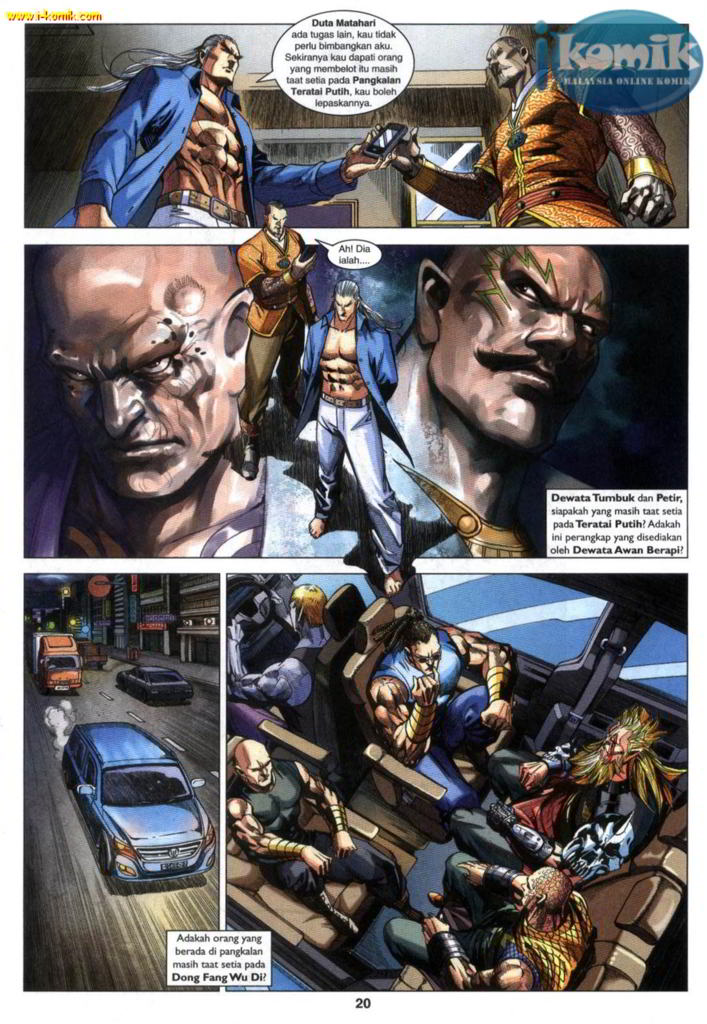 www.i-komik.com
ikomik
MALAYSIA ONLINE KOMIK
Duta Matahari
ada tugas lain, kau tidak
perlu bimbangkan aku.
Sekiranya kau dapati orang
yang membelot itu masih
taat setia pada Pangkalan
Teratai Putih, kau boleh
lepaskannya.
Ah! Dia
ialah....
Dewata Tumbuk dan Petir,
siapakah yang masih taat setia
pada Teratai Putih? Adakah
ini perangkap yang disediakan
oleh Dewata Awan Berapi?
Adakah orang yang
berada di pangkalan
masih taat setia pada
Dong Fang Wu Di?
20